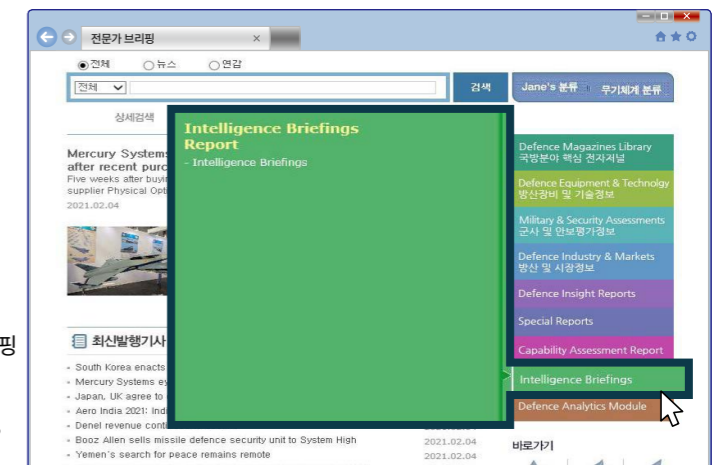 전문가 브리핑
전체 뉴스 연감
전체 검색
Jane's 분류 무기체계 분류
상세검색
Intelligence Briefings
Report
- Intelligence Briefings
Mercury System
after recent purc
Five weeks after buyi
supplier Physical Opt
2021.02.04
Defence Magazines Library
국방분야 핵심 전자저널
Defence Equipment & Technolgy
방산장비 및 기술정보
Military & Security Assessments
군사 및 안보평가정보
Defence Industry & Markets
방산 및 시장정보
Defence Insight Reports
Special Reports
Capability Assessment Report
Intelligence Briefings
Defence Analytics Module
핑
최신발행기사
- South Korea enacts
- Mercury Systems ey
- Japan, UK agree to
- Aero India 2021: Indi
- Denel revenue cont
- Booz Allen sells missile defence security unit to System High 2021.02.04
- Yemen's search for peace remains remote 2021.02.04
바로가기